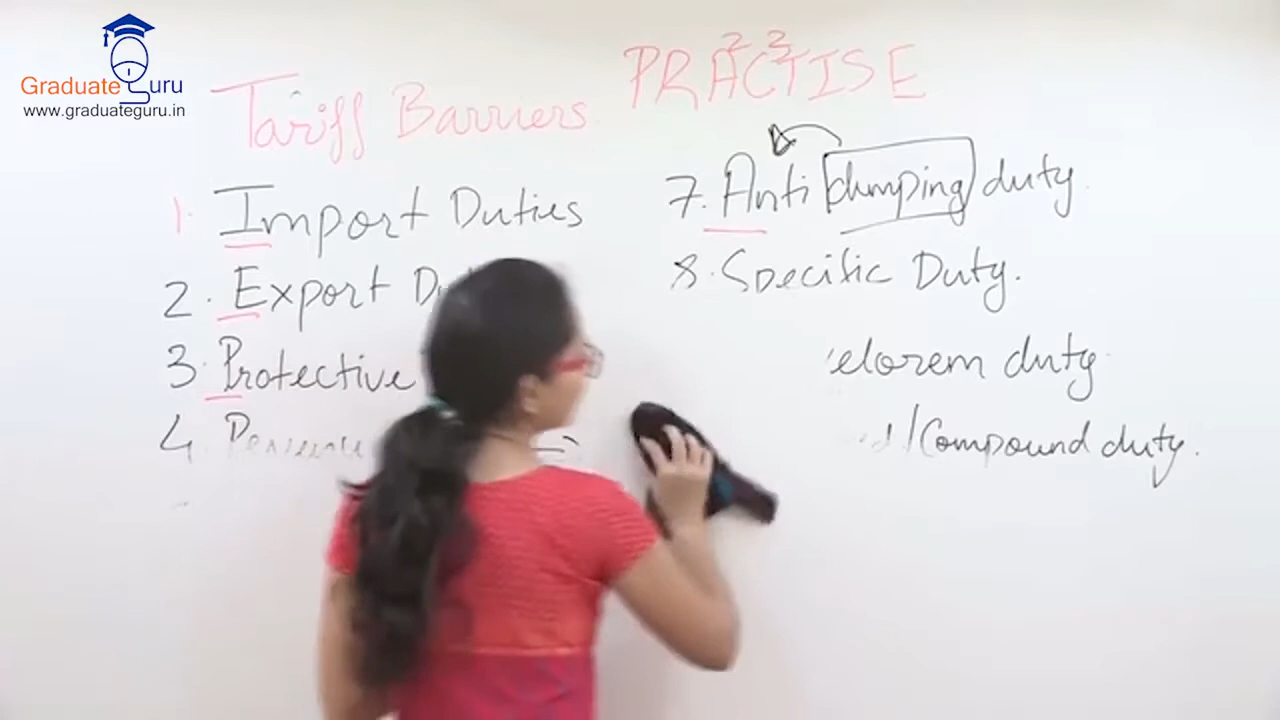 Graduate Guru
www.graduateguru.in
Tariff Barriers
1. Import Duties
2. Export
3. Protective
4.
PRA²C²TISE
7. Anti dumping duty
8. Specific Duty.
elorem duty
d/Compound duty.